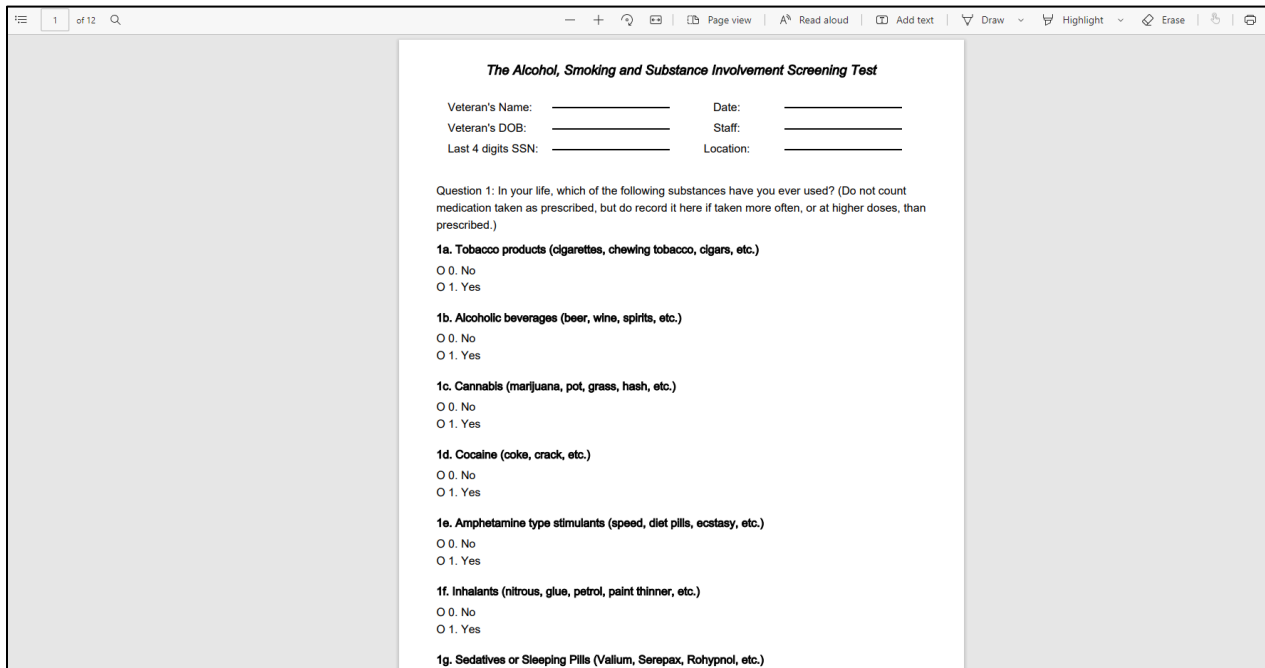 1 of 12 Page view Read aloud Add text Draw Highlight Erase
The Alcohol, Smoking and Substance Involvement Screening Test
Veteran's Name: Date:
Veteran's DOB: Staff:
Last 4 digits SSN: Location:
Question 1: In your life, which of the following substances have you ever used? (Do not count
medication taken as prescribed, but do record it here if taken more often, or at higher doses, than
prescribed.)
1a. Tobacco products (cigarettes, chewing tobacco, cigars, etc.)
O 0. No
O 1. Yes
1b. Alcoholic beverages (beer, wine, spirits, etc.)
O 0. No
O 1. Yes
1c. Cannabis (marijuana, pot, grass, hash, etc.)
O 0. No
O 1. Yes
1d. Cocaine (coke, crack, etc.)
O 0. No
O 1. Yes
1e. Amphetamine type stimulants (speed, diet pills, ecstasy, etc.)
O 0. No
O 1. Yes
1f. Inhalants (nitrous, glue, petrol, paint thinner, etc.)
O 0. No
O 1. Yes
1g. Sedatives or Sleeping Pills (Valium, Serepax, Rohypnol, etc.)